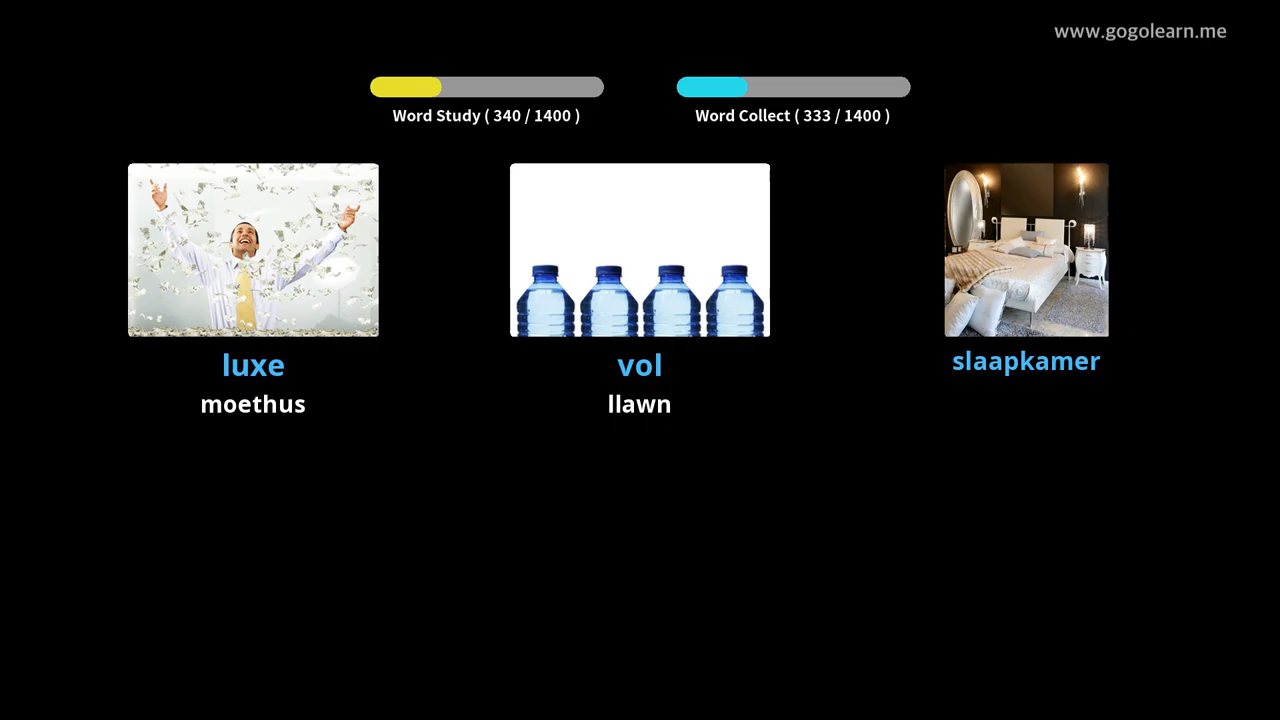 www.gogolearn.me
Word Study ( 340 / 1400 )
Word Collect ( 333 / 1400 )
luxe
moethus
vol
llawn
slaapkamer